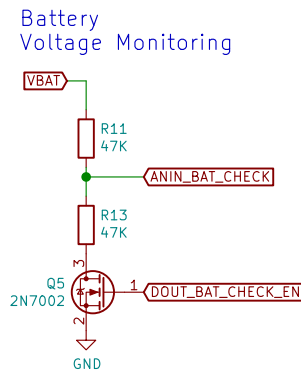 Battery
Voltage Monitoring
VBAT
R11
47K
ANIN_BAT_CHECK
R13
47K
3
Q5
2N7002
1
DOUT_BAT_CHECK_EN
2
GND